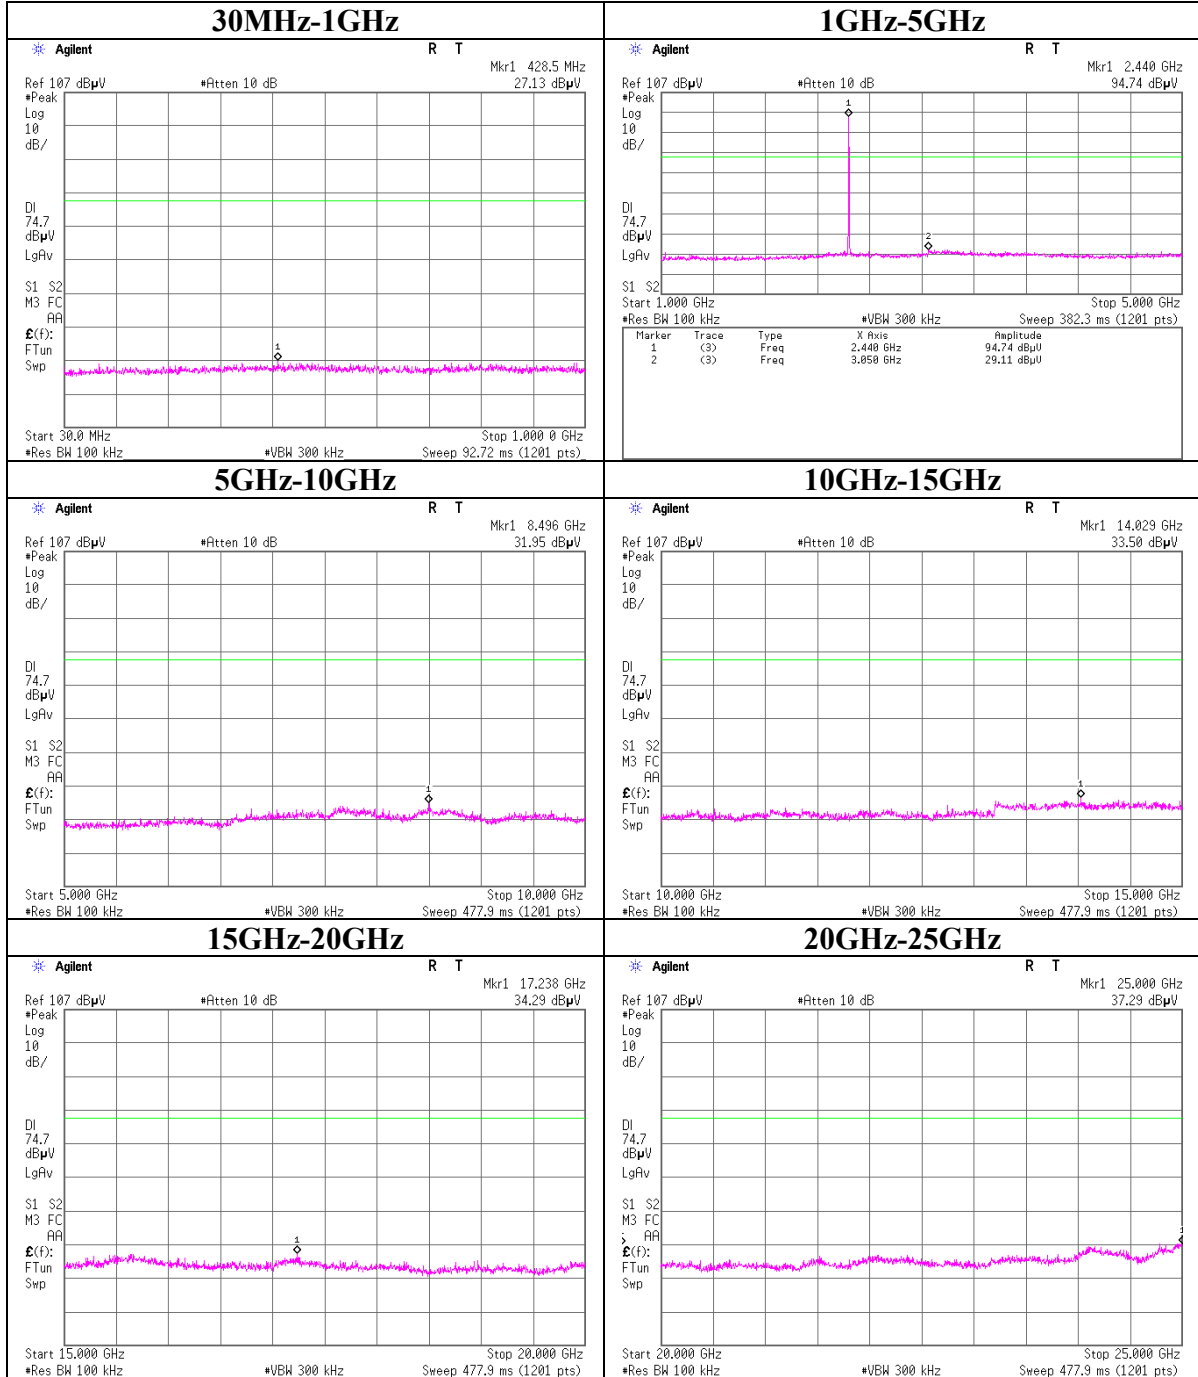 30MHz-1GHz
Agilent R T
Mkr1 428.5 MHz
Ref 107 dBµV #Atten 10 dB 27.13 dBµV
#Peak
Log
10
dB/
DI
74.7
dBµV
LgAv
S1 S2
M3 FC
AA
£(f):
FTun
Swp
1
Start 30.0 MHz Stop 1.000 0 GHz
#Res BW 100 kHz #VBW 300 kHz Sweep 92.72 ms (1201 pts)
1GHz-5GHz
Agilent R T
Mkr1 2.440 GHz
Ref 107 dBµV #Atten 10 dB 94.74 dBµV
#Peak
Log
10
dB/
DI
74.7
dBµV
LgAv
S1 S2
1
2
Start 1.000 GHz Stop 5.000 GHz
#Res BW 100 kHz #VBW 300 kHz Sweep 382.3 ms (1201 pts)
Marker Trace Type X Axis Amplitude
1 (3) Freq 2.440 GHz 94.74 dBµV
2 (3) Freq 3.050 GHz 29.11 dBµV
5GHz-10GHz
Agilent R T
Mkr1 8.496 GHz
Ref 107 dBµV #Atten 10 dB 31.95 dBµV
#Peak
Log
10
dB/
DI
74.7
dBµV
LgAv
S1 S2
M3 FC
AA
£(f):
FTun
Swp
1
Start 5.000 GHz Stop 10.000 GHz
#Res BW 100 kHz #VBW 300 kHz Sweep 477.9 ms (1201 pts)
10GHz-15GHz
Agilent R T
Mkr1 14.029 GHz
Ref 107 dBµV #Atten 10 dB 33.50 dBµV
#Peak
Log
10
dB/
DI
74.7
dBµV
LgAv
S1 S2
M3 FC
AA
£(f):
FTun
Swp
1
Start 10.000 GHz Stop 15.000 GHz
#Res BW 100 kHz #VBW 300 kHz Sweep 477.9 ms (1201 pts)
15GHz-20GHz
Agilent R T
Mkr1 17.238 GHz
Ref 107 dBµV #Atten 10 dB 34.29 dBµV
#Peak
Log
10
dB/
DI
74.7
dBµV
LgAv
S1 S2
M3 FC
AA
£(f):
FTun
Swp
1
Start 15.000 GHz Stop 20.000 GHz
#Res BW 100 kHz #VBW 300 kHz Sweep 477.9 ms (1201 pts)
20GHz-25GHz
Agilent R T
Mkr1 25.000 GHz
Ref 107 dBµV #Atten 10 dB 37.29 dBµV
#Peak
Log
10
dB/
DI
74.7
dBµV
LgAv
S1 S2
M3 FC
AA
£(f):
FTun
Swp
1
Start 20.000 GHz Stop 25.000 GHz
#Res BW 100 kHz #VBW 300 kHz Sweep 477.9 ms (1201 pts)